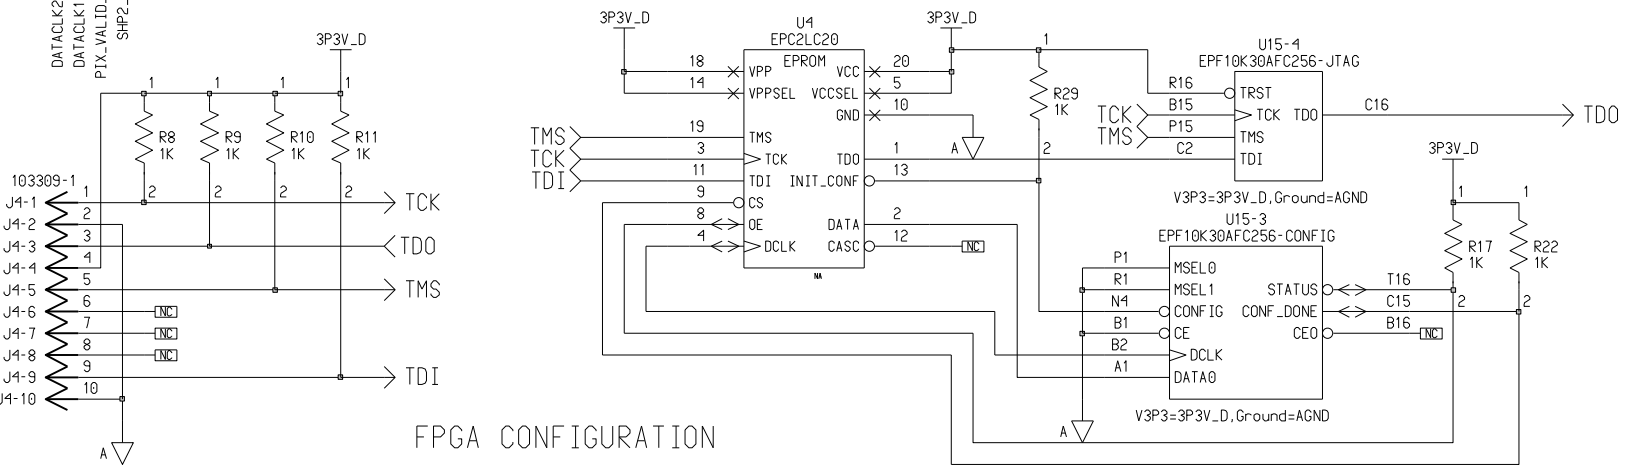 DATACLK2
DATACLK1
PIX_VALID_
SHP2_
3P3V_D
1 1 1 1
R8 1K
R9 1K
R10 1K
R11 1K
2 2 2 2
103309-1
J4-1 1 TCK
J4-2 2
J4-3 3 TDO
J4-4 4
J4-5 5 TMS
J4-6 6 NC
J4-7 7 NC
J4-8 8 NC
J4-9 9 TDI
J4-10 10
A
FPGA CONFIGURATION
3P3V_D
3P3V_D
U4
EPC2LC20
EPROM
18 VPP VCC 20
14 VPPSEL VCCSEL 5
GND 10
A
TMS 19 TMS
TCK 3 TCK TDO 1
TDI 11 TDI INIT_CONF 13
9 CS
8 OE DATA 2
4 DCLK CASC 12 NC
NA
1
R29
1K
2
U15-4
EPF10K30AFC256-JTAG
R16 TRST
TCK B15 TCK TDO C16 TDO
TMS P15 TMS
C2 TDI
V3P3=3P3V_D,Ground=AGND
U15-3
EPF10K30AFC256-CONFIG
P1 MSEL0
R1 MSEL1 STATUS T16
N4 CONFIG CONF_DONE C15
B1 CE CEO B16 NC
B2 DCLK
A1 DATA0
V3P3=3P3V_D,Ground=AGND
A
3P3V_D
1 1
R17 1K
R22 1K
2 2